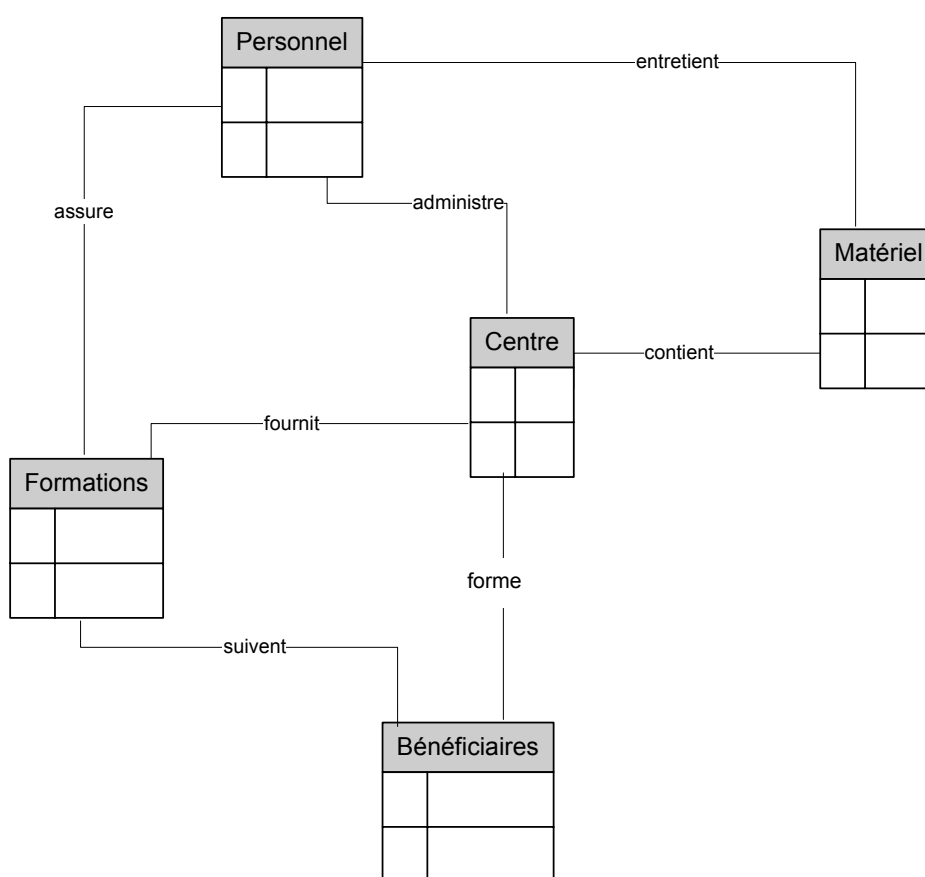 Personnel
entretient
administre
assure
Matériel
Centre
contient
fournit
Formations
forme
suivent
Bénéficiaires